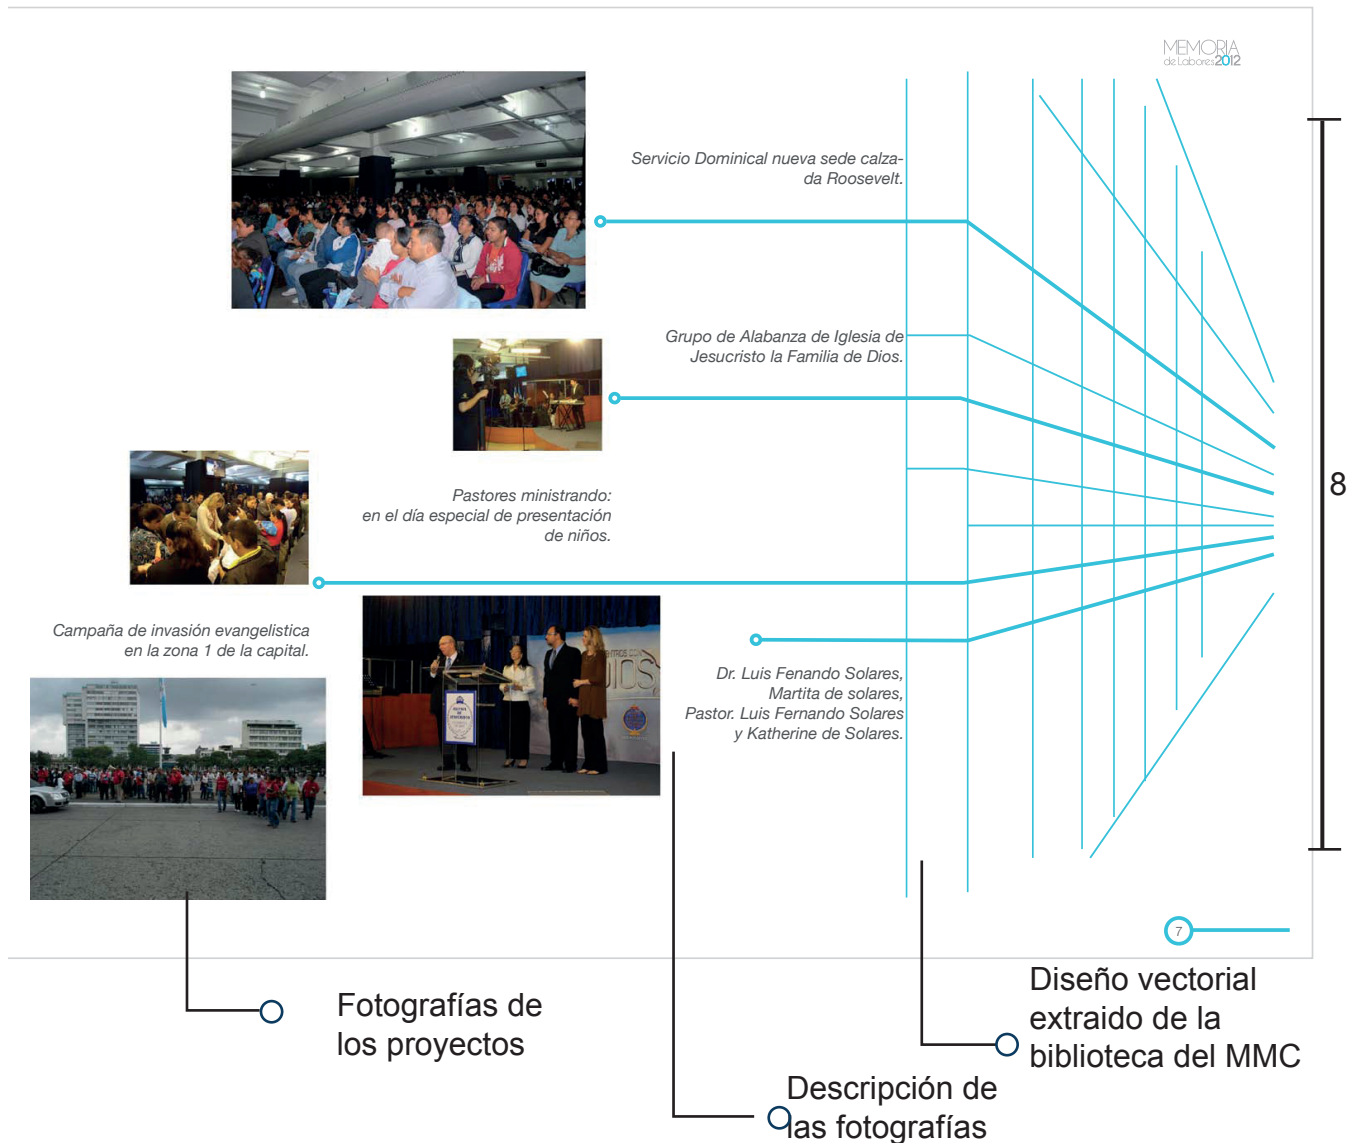 MEMORIA
de Labores 2012
Servicio Dominical nueva sede calza-
da Roosevelt.
Grupo de Alabanza de Iglesia de
Jesucristo la Familia de Dios.
Pastores ministrando:
en el día especial de presentación
de niños.
Campaña de invasión evangelistica
en la zona 1 de la capital.
Dr. Luis Fenando Solares,
Martita de solares,
Pastor. Luis Fernando Solares
y Katherine de Solares.
8
7
Fotografías de
los proyectos
Diseño vectorial
extraido de la
biblioteca del MMC
Descripción de
las fotografías